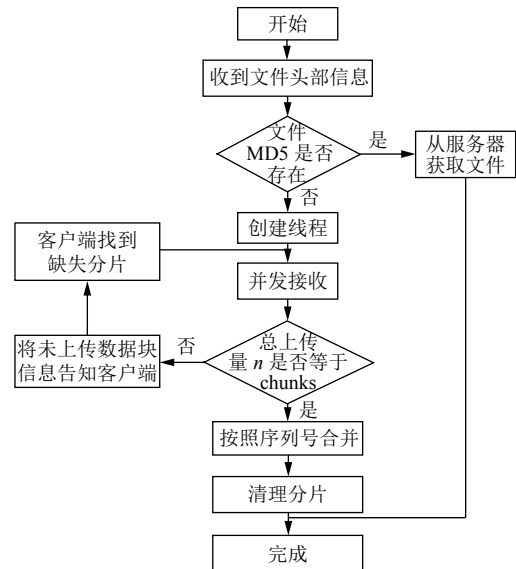 开始
收到文件头部信息
文件
MD5 是否
存在
是
从服务器
获取文件
否
创建线程
客户端找到
缺失分片
并发接收
总上传
量 n 是否等于
chunks
否
将未上传数据块
信息告知客户端
是
按照序列号合并
清理分片
完成